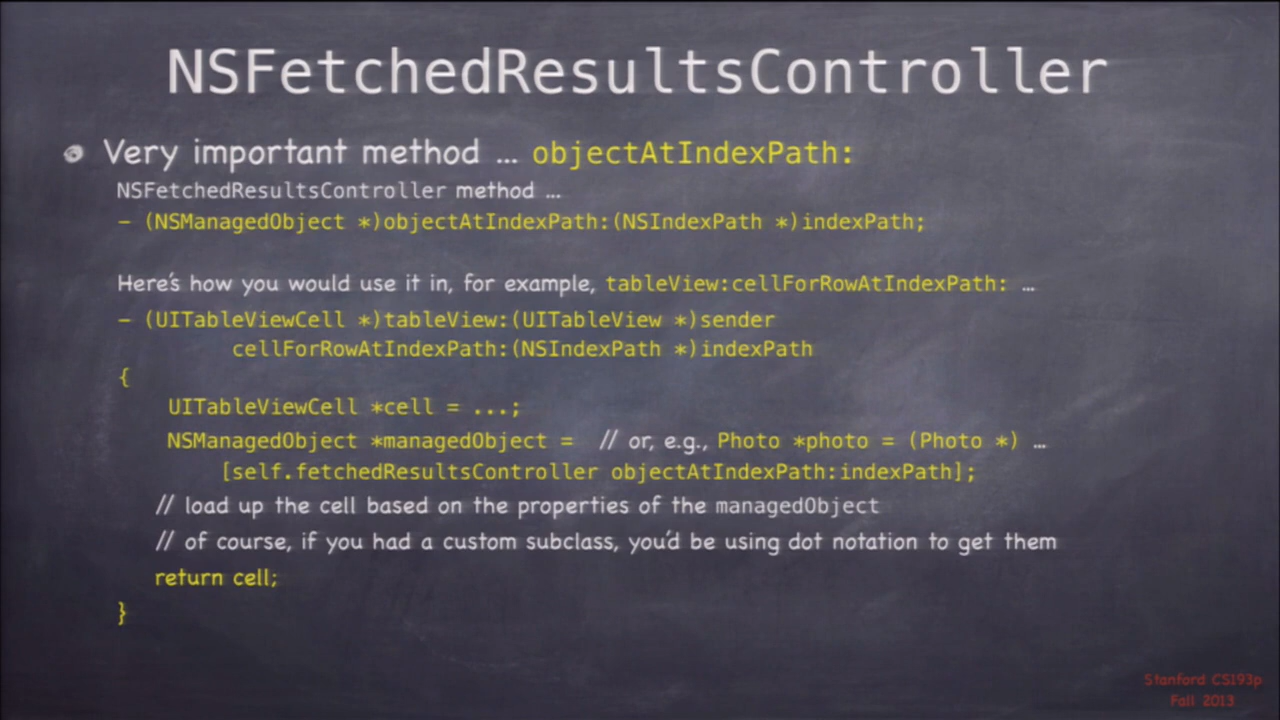 NSFetchedResultsController
Very important method ... objectAtIndexPath:
NSFetchedResultsController method ...
- (NSManagedObject *)objectAtIndexPath:(NSIndexPath *)indexPath;
Here's how you would use it in, for example, tableView:cellForRowAtIndexPath: ...
- (UITableViewCell *)tableView:(UITableView *)sender
cellForRowAtIndexPath:(NSIndexPath *)indexPath
{
UITableViewCell *cell = ...;
NSManagedObject *managedObject = // or, e.g., Photo *photo = (Photo *) ...
[self.fetchedResultsController objectAtIndexPath:indexPath];
// load up the cell based on the properties of the managedObject
// of course, if you had a custom subclass, you'd be using dot notation to get them
return cell;
}
Stanford CS193p
Fall 2013